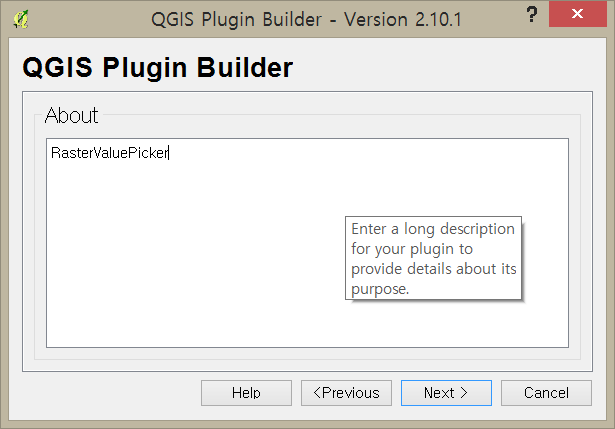 QGIS Plugin Builder - Version 2.10.1
?
QGIS Plugin Builder
About
RasterValuePicker
Enter a long description
for your plugin to
provide details about its
purpose.
Help
<Previous
Next >
Cancel